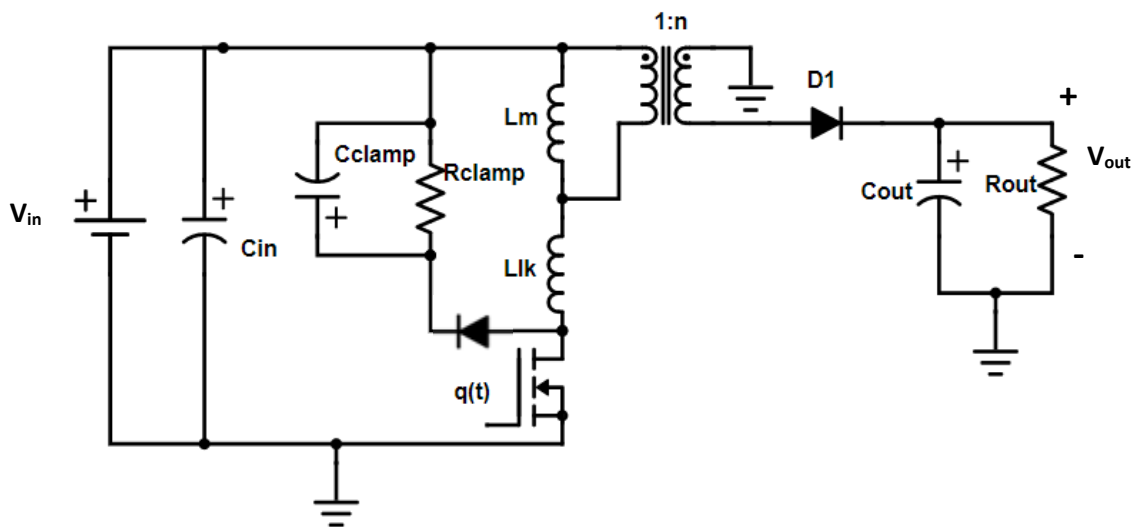 1:n
D1
+
Lm
Cclamp
Rclamp
+
Vout
+
+
Cout
Rout
Vin
+
+
Cin
Llk
-
q(t)